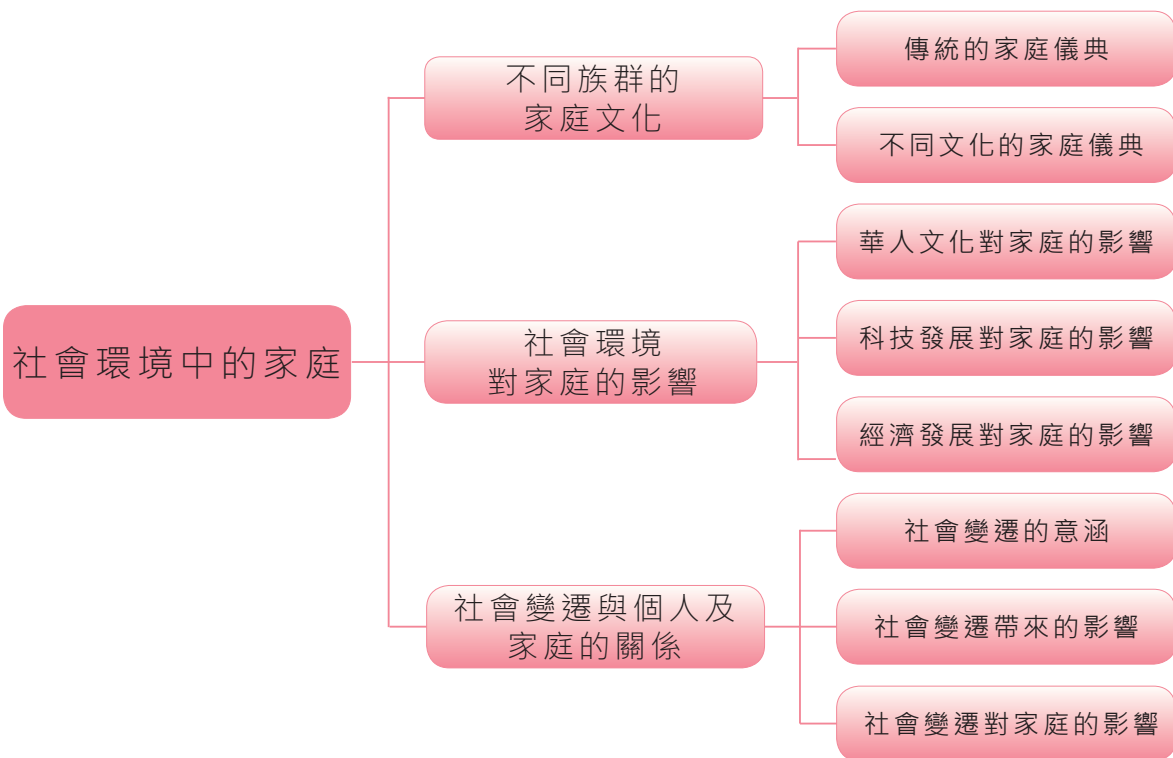 社會環境中的家庭
不同族群的
家庭文化
傳統的家庭儀典
不同文化的家庭儀典
社會環境
對家庭的影響
華人文化對家庭的影響
科技發展對家庭的影響
經濟發展對家庭的影響
社會變遷與個人及
家庭的關係
社會變遷的意涵
社會變遷帶來的影響
社會變遷對家庭的影響